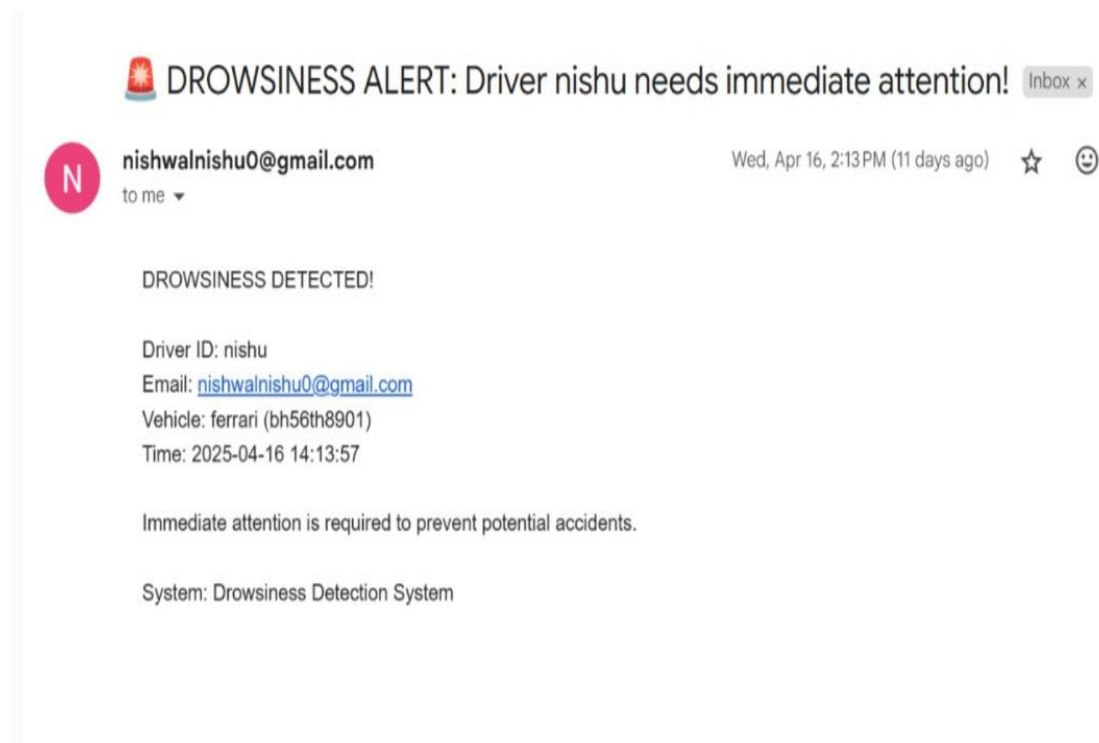 🚨 DROWSINESS ALERT: Driver nishu needs immediate attention! Inbox ×
N
nishwalnishu0@gmail.com Wed, Apr 16, 2:13 PM (11 days ago)
to me
DROWSINESS DETECTED!
Driver ID: nishu
Email: nishwalnishu0@gmail.com
Vehicle: ferrari (bh56th8901)
Time: 2025-04-16 14:13:57
Immediate attention is required to prevent potential accidents.
System: Drowsiness Detection System